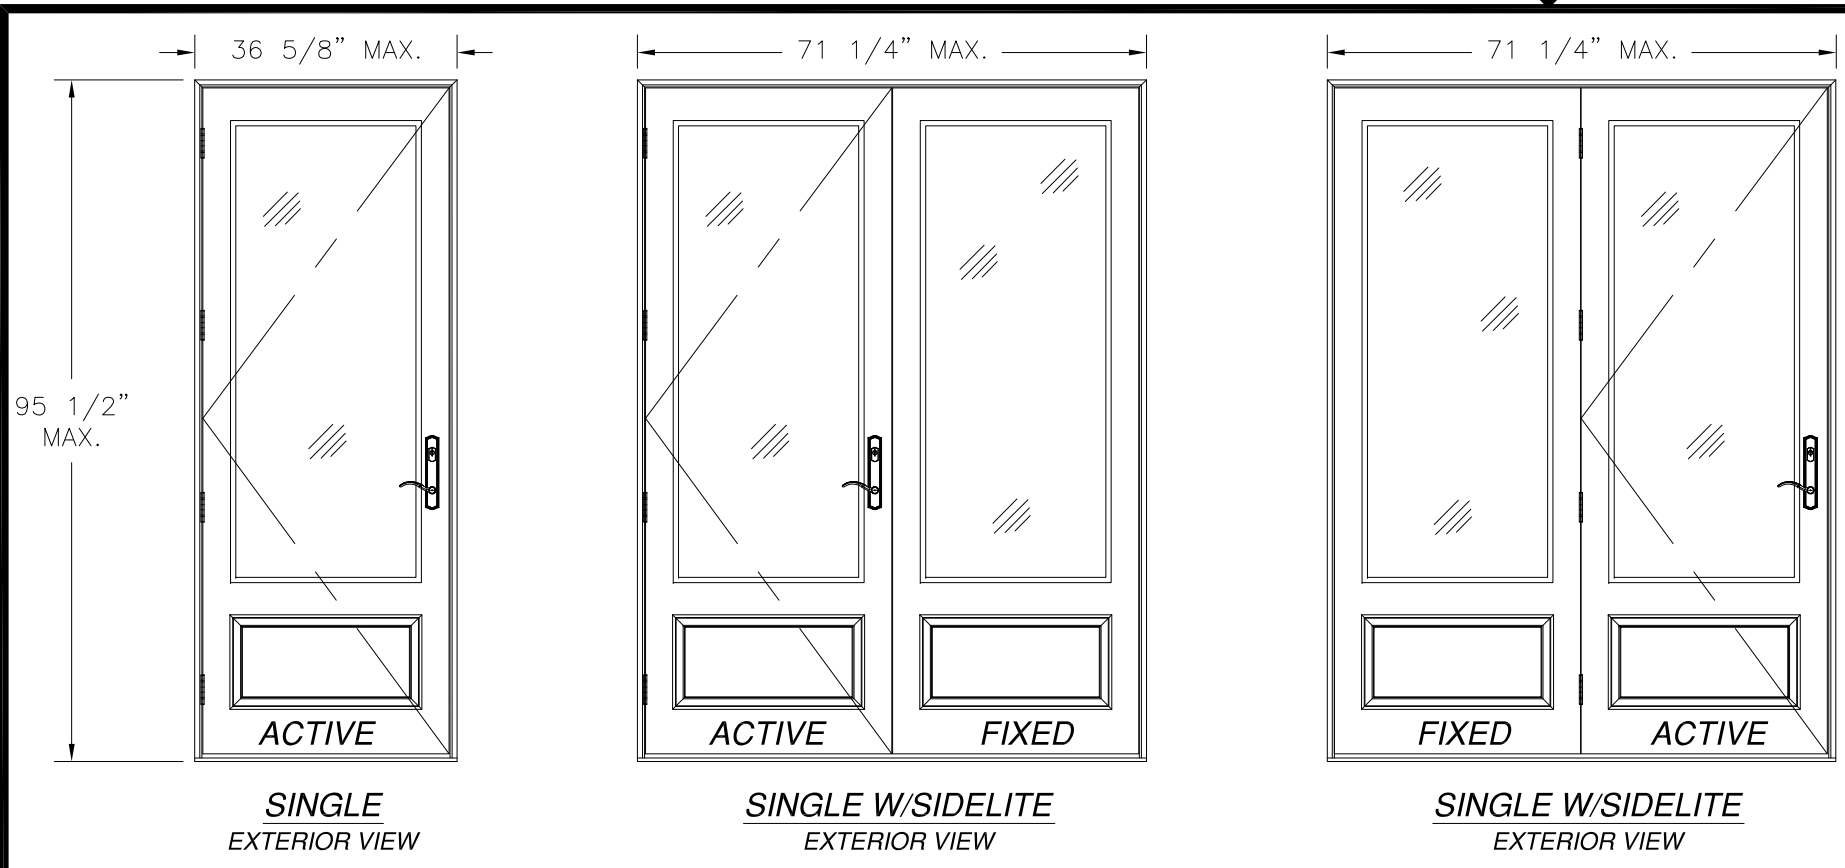 36 5/8” MAX.
71 1/4” MAX.
71 1/4” MAX.
95 1/2”
MAX.
ACTIVE
ACTIVE
FIXED
FIXED
ACTIVE
SINGLE
EXTERIOR VIEW
SINGLE W/SIDELITE
EXTERIOR VIEW
SINGLE W/SIDELITE
EXTERIOR VIEW